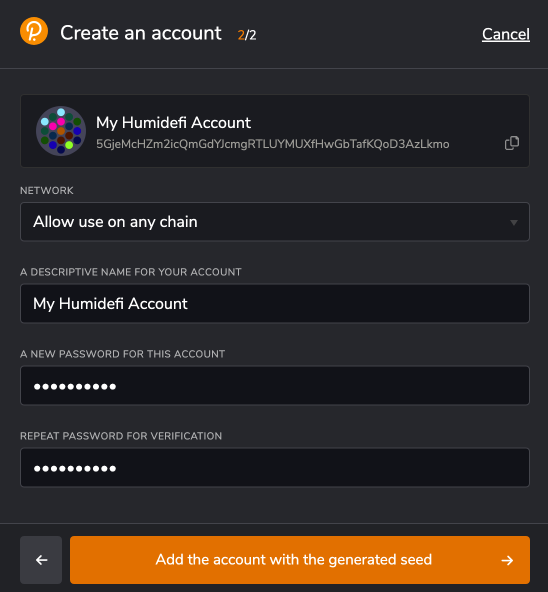 Create an account 2/2 Cancel
My Humidefi Account
5GjeMcHZm2icQmGdYJcmgRTLUYMUXfHwGbTafKQoD3AzLkmo
NETWORK
Allow use on any chain
A DESCRIPTIVE NAME FOR YOUR ACCOUNT
My Humidefi Account
A NEW PASSWORD FOR THIS ACCOUNT
••••••••••
REPEAT PASSWORD FOR VERIFICATION
••••••••••
Add the account with the generated seed